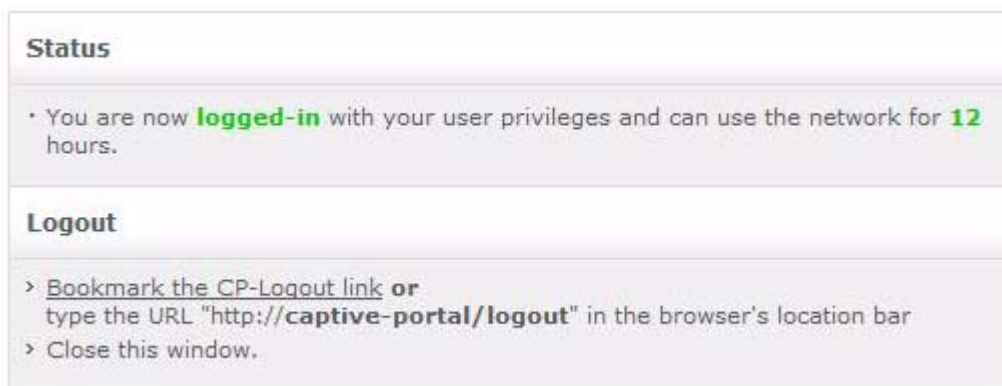 Status
· You are now logged-in with your user privileges and can use the network for 12
hours.
Logout
> Bookmark the CP-Logout link or
type the URL "http://captive-portal/logout" in the browser's location bar
> Close this window.